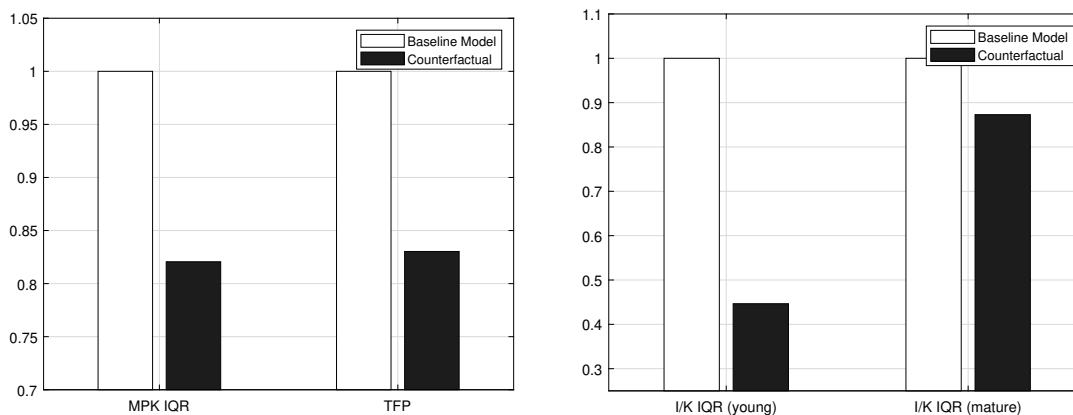 1.05
1
0.95
0.9
0.85
0.8
0.75
0.7
Baseline Model
Counterfactual
MPK IQR
TFP
1.1
1
0.9
0.8
0.7
0.6
0.5
0.4
0.3
Baseline Model
Counterfactual
I/K IQR (young)
I/K IQR (mature)